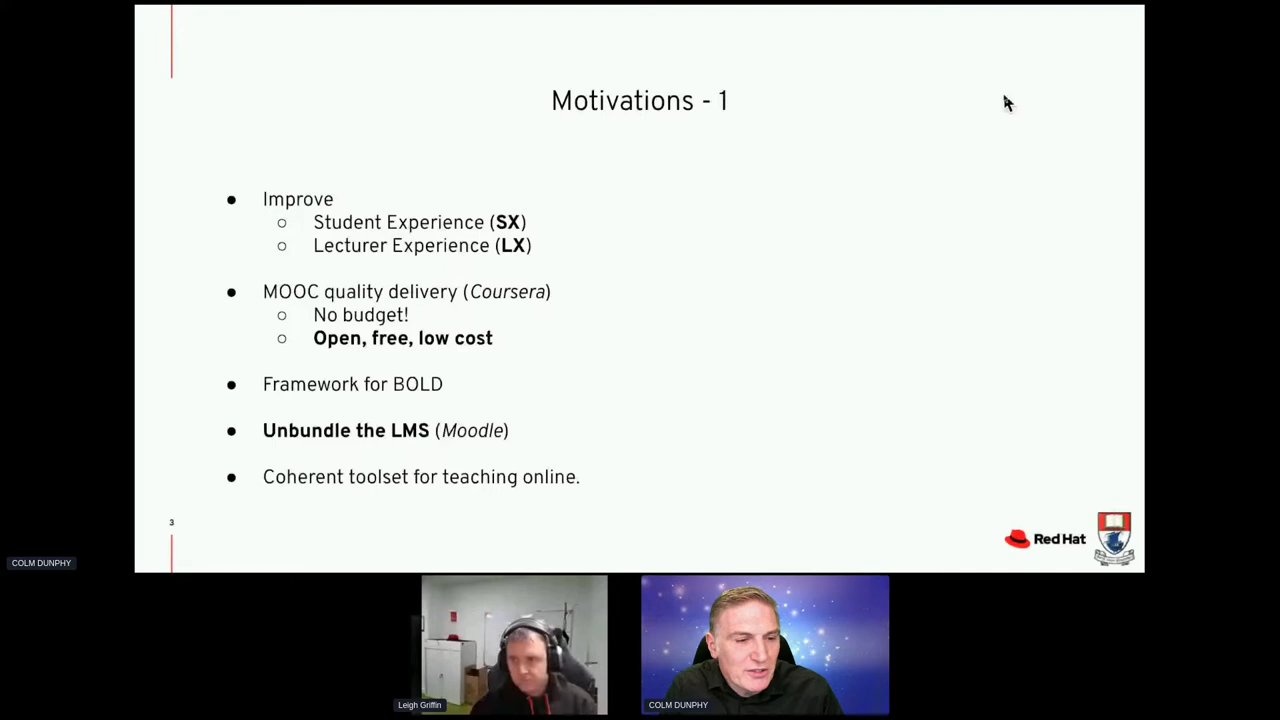 Motivations - 1
● Improve
○ Student Experience (SX)
○ Lecturer Experience (LX)
● MOOC quality delivery (Coursera)
○ No budget!
○ Open, free, low cost
● Framework for BOLD
● Unbundle the LMS (Moodle)
● Coherent toolset for teaching online.
3
Red Hat
COLM DUNPHY
Leigh Griffin
COLM DUNPHY